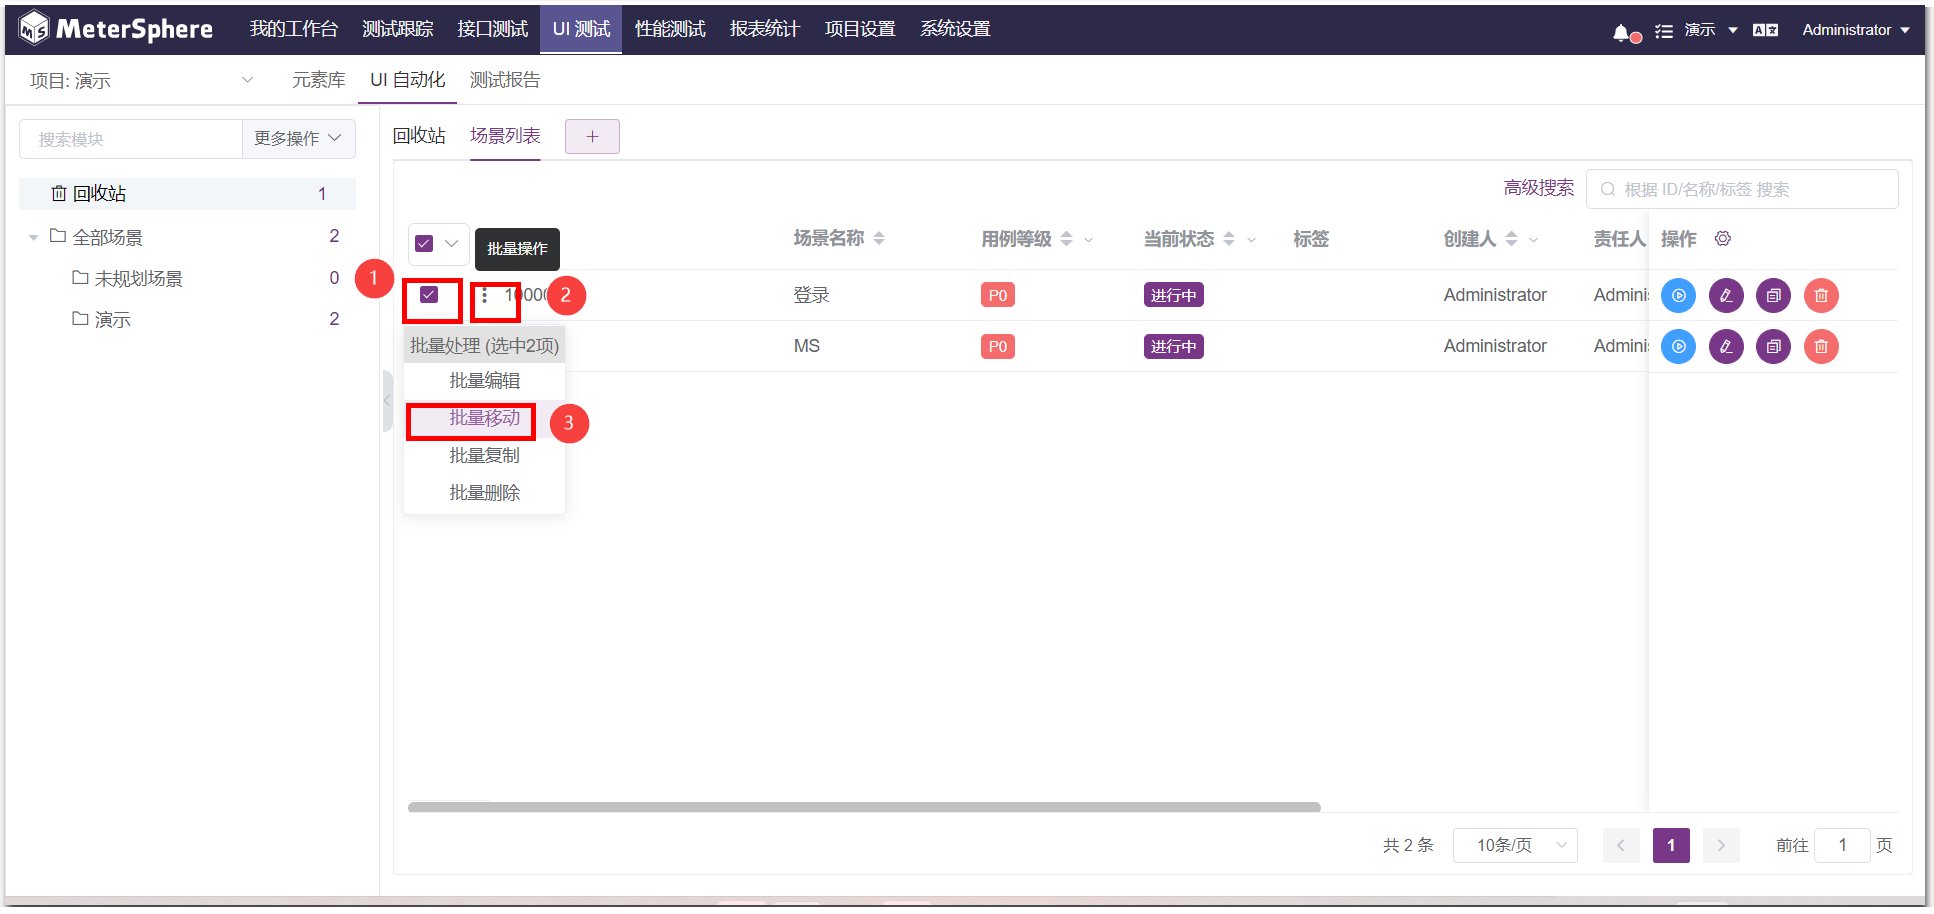 MeterSphere 我的工作台 测试跟踪 接口测试 UI 测试 性能测试 报表统计 项目设置 系统设置 演示 Administrator
项目: 演示 元素库 UI 自动化 测试报告
搜索模块 更多操作
回收站 场景列表 +
回收站 1
高级搜索 根据 ID/名称/标签 搜索
全部场景 2
批量操作 场景名称 用例等级 当前状态 标签 创建人 责任人 操作
未规划场景 0
1
2
登录 P0 进行中 Administrator
演示 2
批量处理 (选中2项) MS P0 进行中 Administrator
批量编辑
批量移动 3
批量复制
批量删除
共 2 条 10条/页 1 前往 1 页